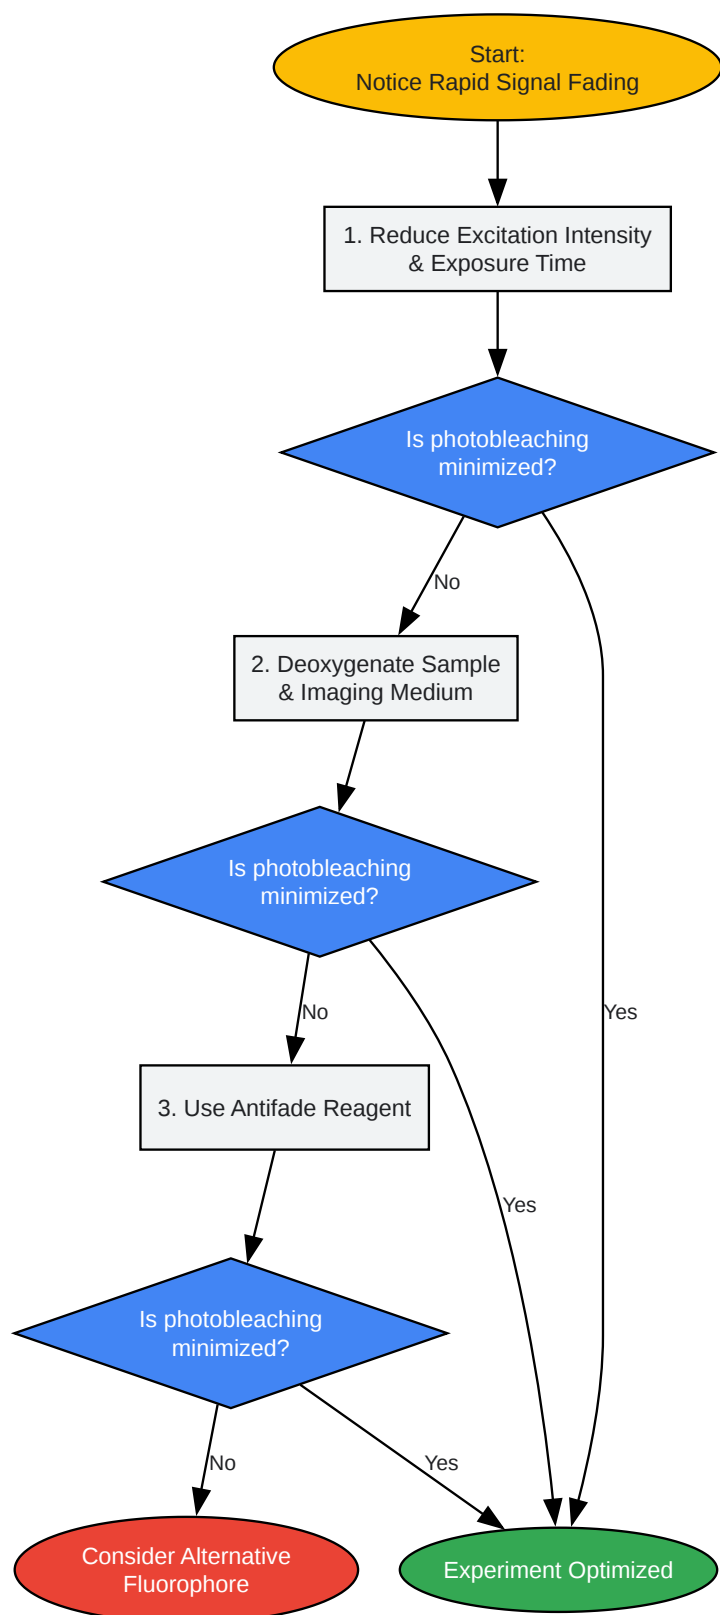 Start:
Notice Rapid Signal Fading
1. Reduce Excitation Intensity
& Exposure Time
Is photobleaching
minimized?
No
2. Deoxygenate Sample
& Imaging Medium
Is photobleaching
minimized?
No
Yes
3. Use Antifade Reagent
Yes
Is photobleaching
minimized?
No
Yes
Consider Alternative
Fluorophore
Experiment Optimized